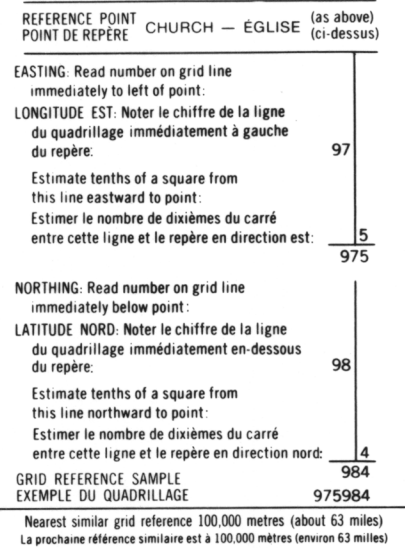 REFERENCE POINT CHURCH — ÉGLISE (as above)
POINT DE REPÈRE (ci-dessus)
EASTING: Read number on grid line
immediately to left of point:
LONGITUDE EST: Noter le chiffre de la ligne
du quadrillage immédiatement à gauche
du repère: 97
Estimate tenths of a square from
this line eastward to point:
Estimer le nombre de dixièmes du carré
entre cette ligne et le repère en direction est: 5
975
NORTHING: Read number on grid line
immediately below point:
LATITUDE NORD: Noter le chiffre de la ligne
du quadrillage immédiatement en-dessous
du repère: 98
Estimate tenths of a square from
this line northward to point:
Estimer le nombre de dixièmes du carré
entre cette ligne et le repère en direction nord: 4
GRID REFERENCE SAMPLE 984
EXEMPLE DU QUADRILLAGE 975984
Nearest similar grid reference 100,000 metres (about 63 miles)
La prochaine référence similaire est à 100,000 mètres (environ 63 milles)